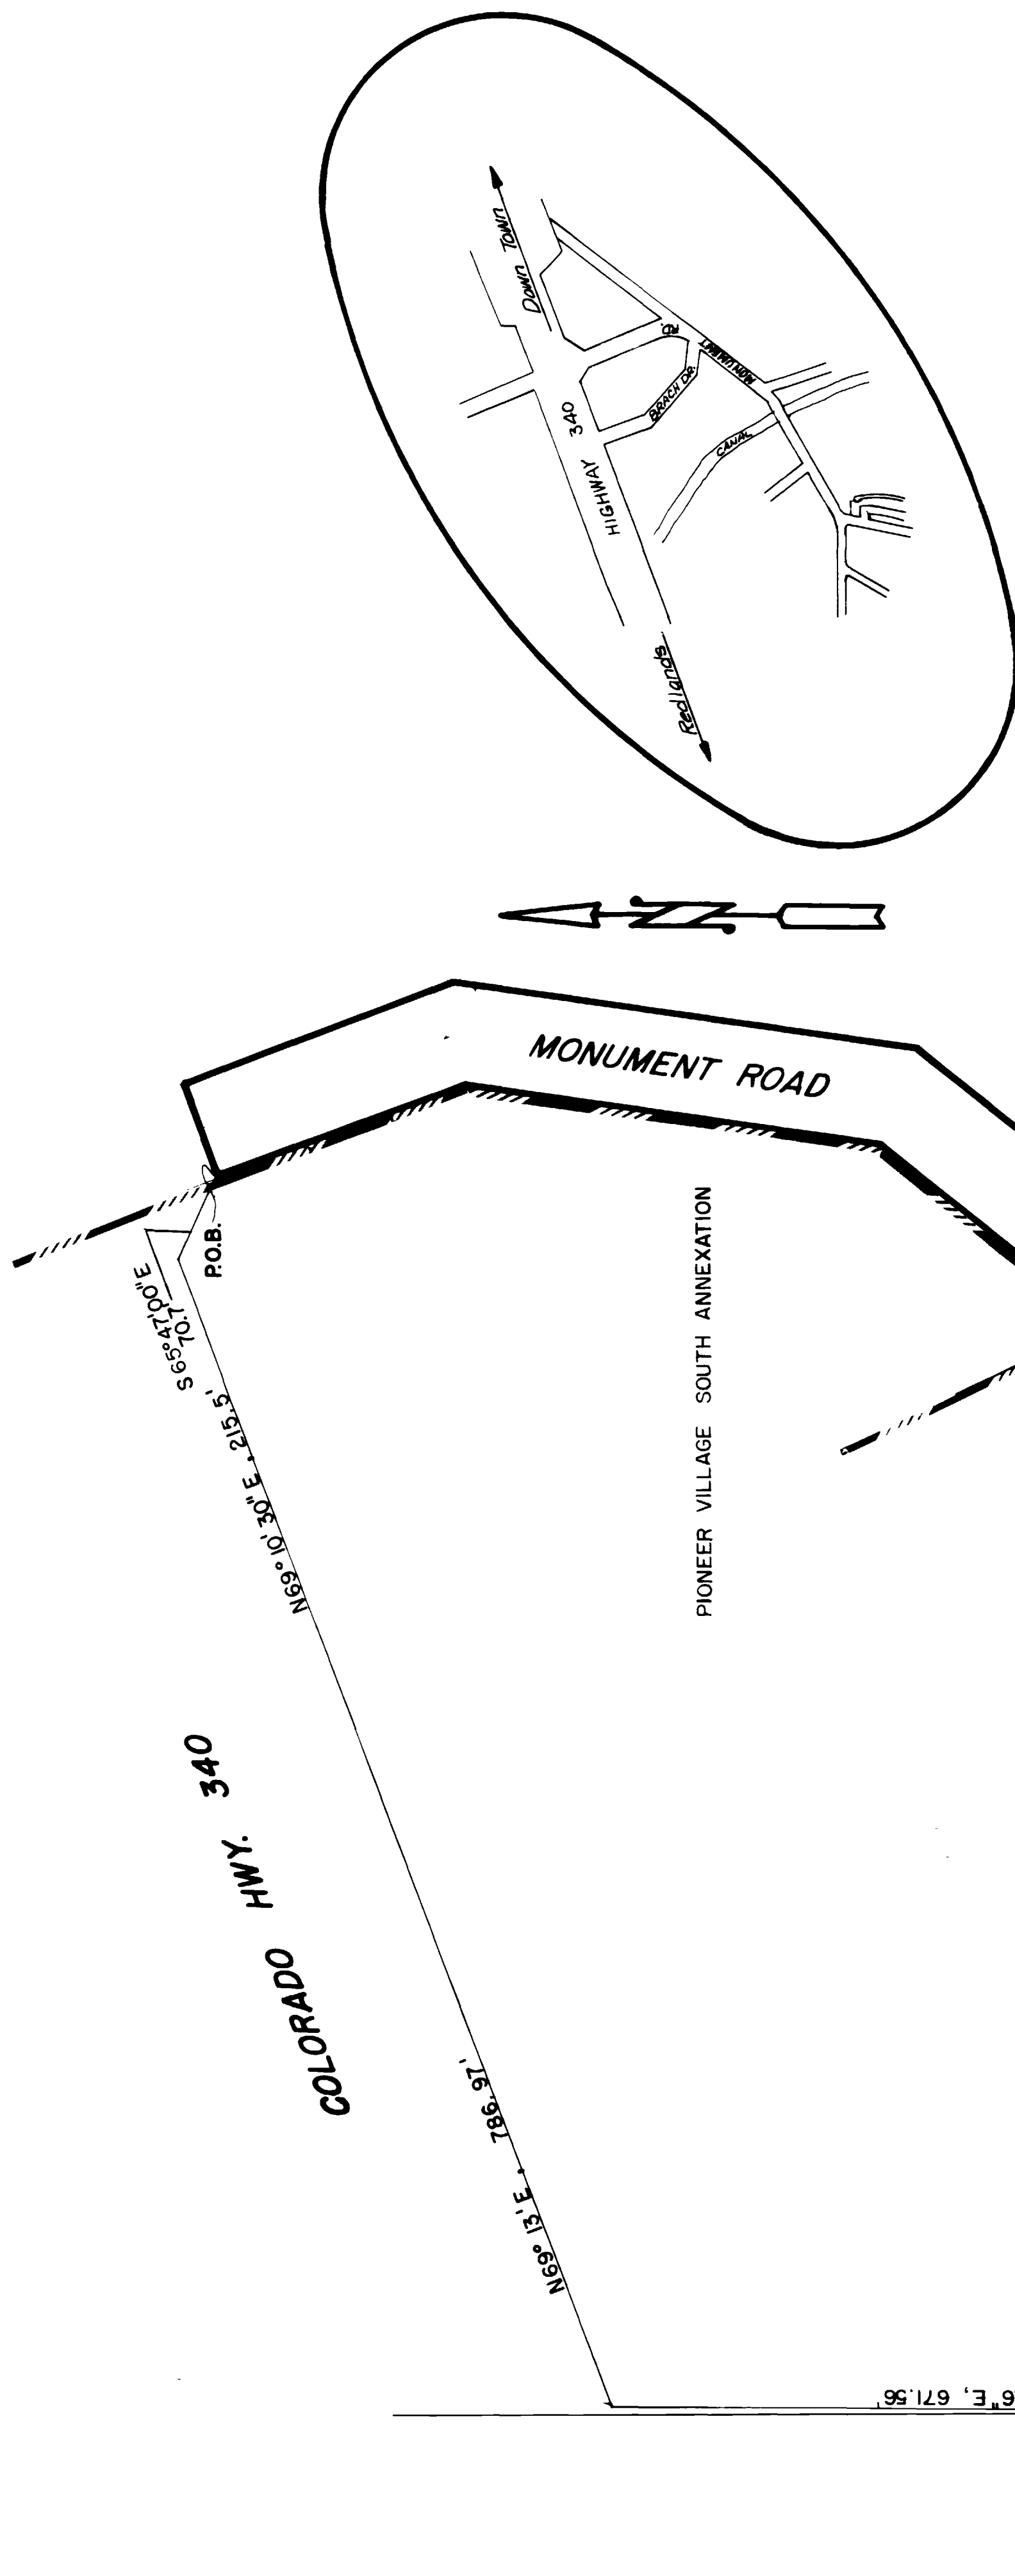 Down Town
HIGHWAY 340
RD.
MONUMENT
BRACH DR.
CANAL
Redlands
MONUMENT ROAD
P.O.B.
S 65° 47' 00" E
70.7'
N69° 10' 30" E, 215.5'
PIONEER VILLAGE SOUTH ANNEXATION
COLORADO HWY. 340
N69° 13' E, 786.97'
6" E, 671.56'